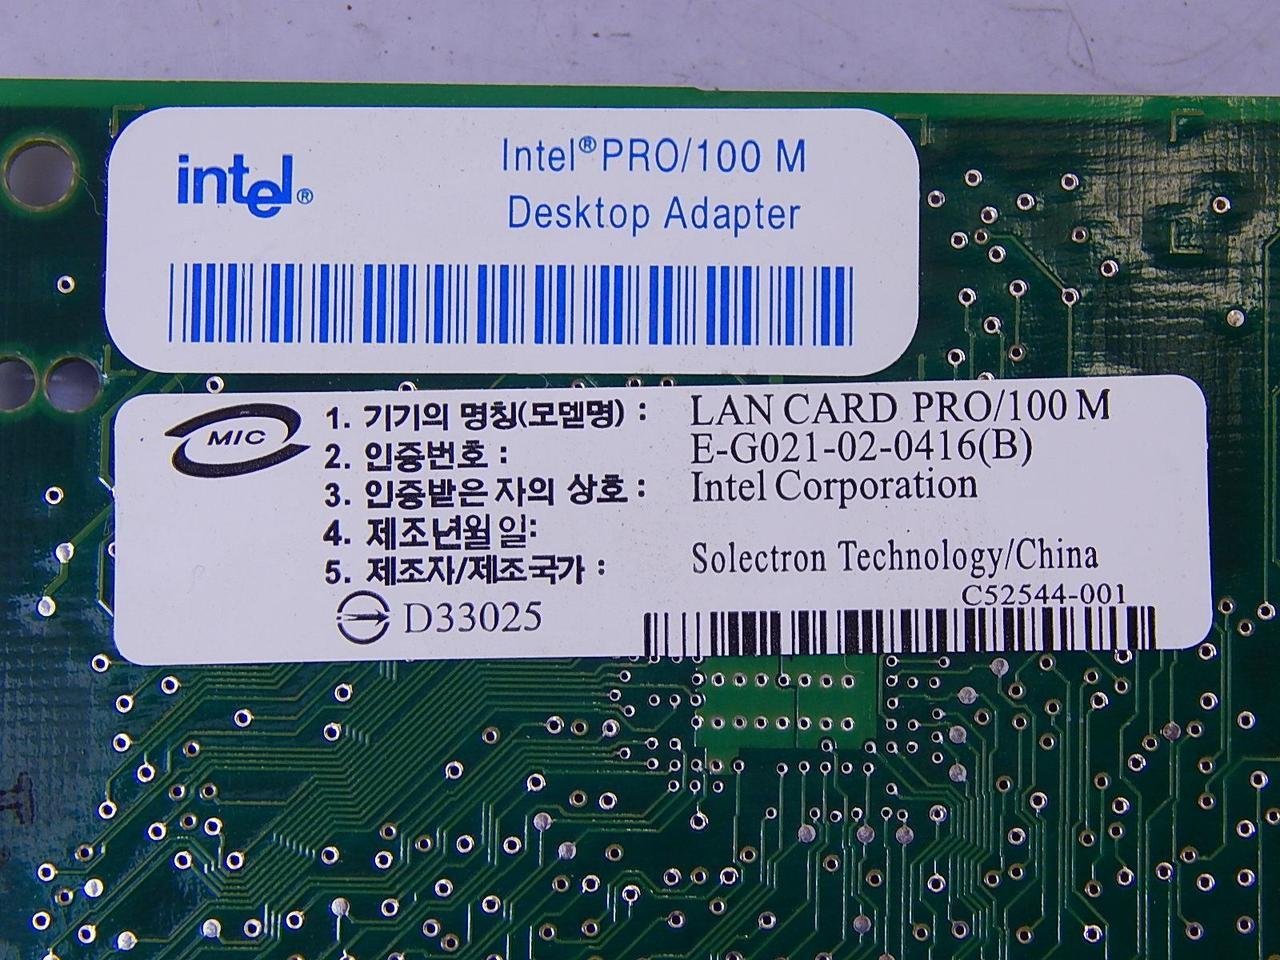 intel®
Intel® PRO/100 M
Desktop Adapter
MIC
1. 기기의 명칭(모델명) : LAN CARD PRO/100 M
2. 인증번호 : E-G021-02-0416(B)
3. 인증받은 자의 상호 : Intel Corporation
4. 제조년월일:
5. 제조자/제조국가 : Solectron Technology/China
C52544-001
D33025